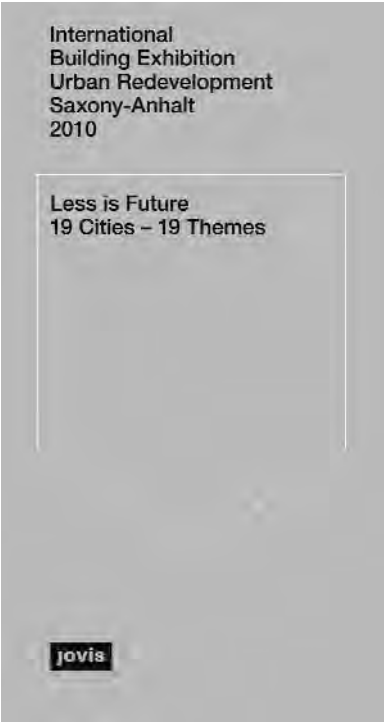 International
Building Exhibition
Urban Redevelopment
Saxony-Anhalt
2010
Less is Future
19 Cities – 19 Themes
jovis